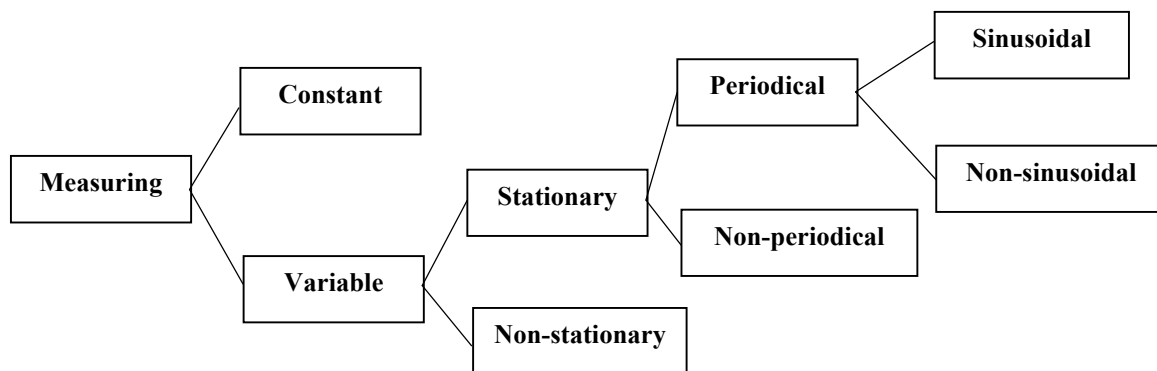 Measuring
Constant
Variable
Stationary
Non-stationary
Periodical
Non-periodical
Sinusoidal
Non-sinusoidal